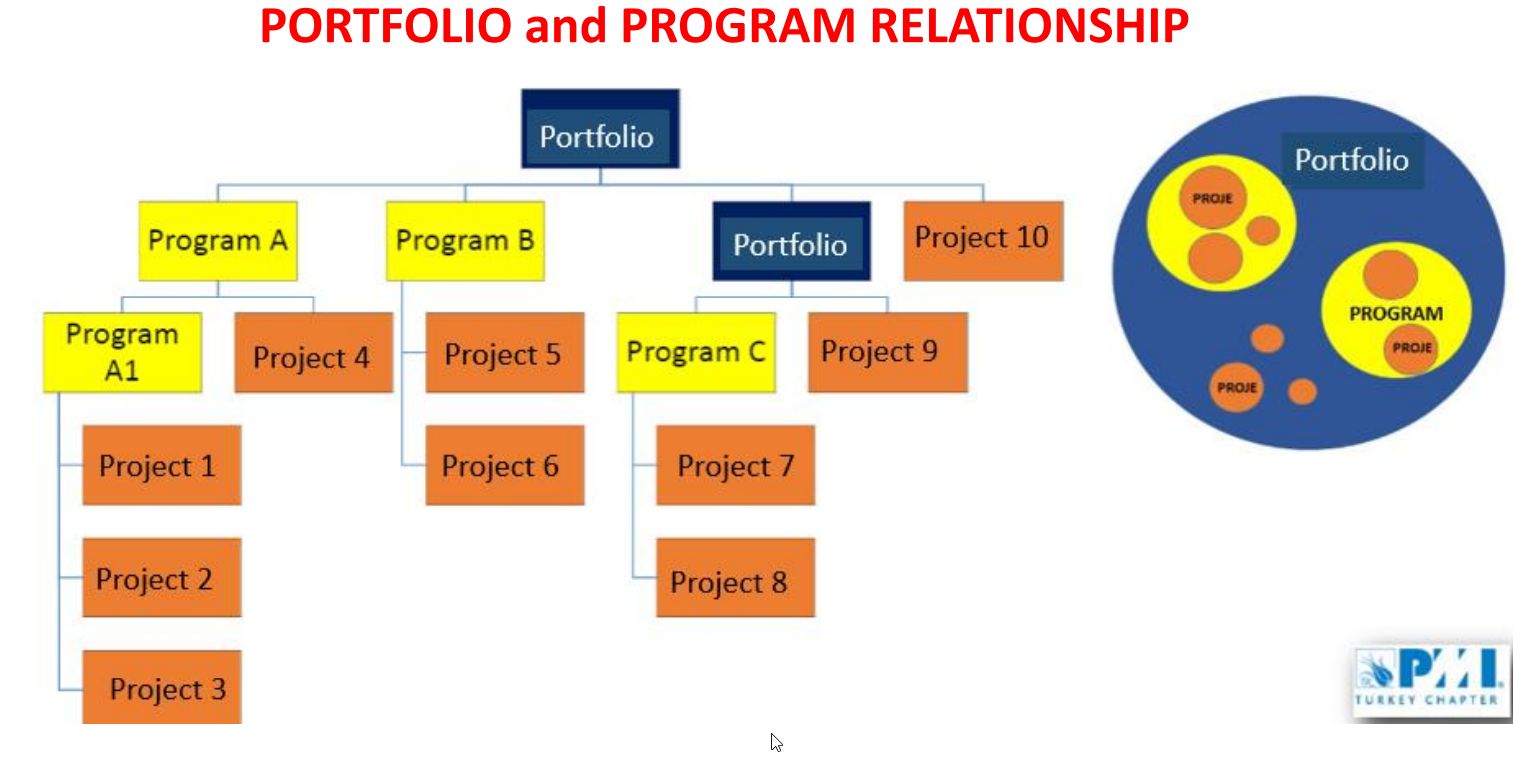 PORTFOLIO and PROGRAM RELATIONSHIP
Portfolio
Program A
Program B
Portfolio
Project 10
Program
A1
Project 4
Project 5
Program C
Project 9
Project 1
Project 6
Project 7
Project 2
Project 8
Project 3
Portfolio
PROJE
PROGRAM
PROJE
PROJE
PMI
TURKEY CHAPTER